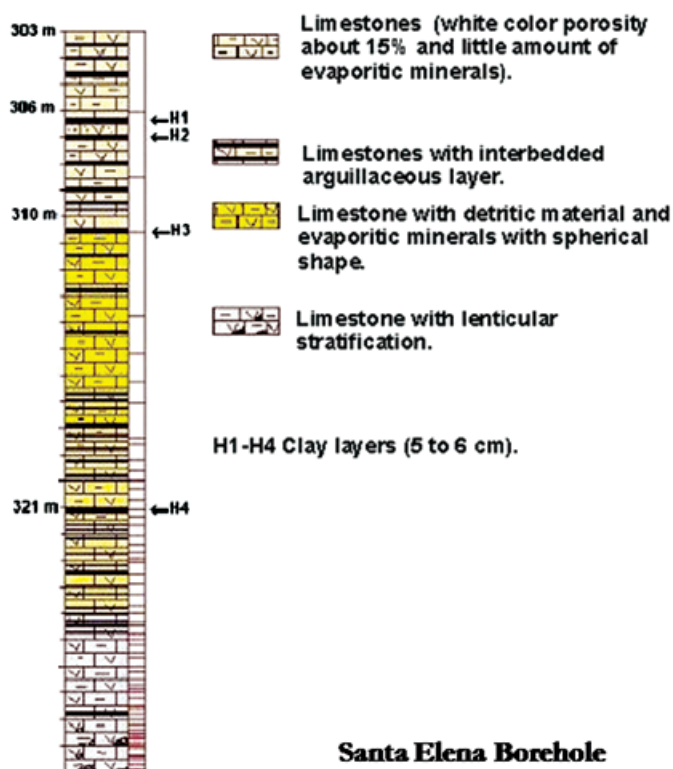 303 m
306 m
←H1
←H2
310 m
←H3
321 m
←H4
Limestones (white color porosity
about 15% and little amount of
evaporitic minerals).
Limestones with interbedded
arguillaceous layer.
Limestone with detritic material and
evaporitic minerals with spherical
shape.
Limestone with lenticular
stratification.
H1-H4 Clay layers (5 to 6 cm).
Santa Elena Borehole